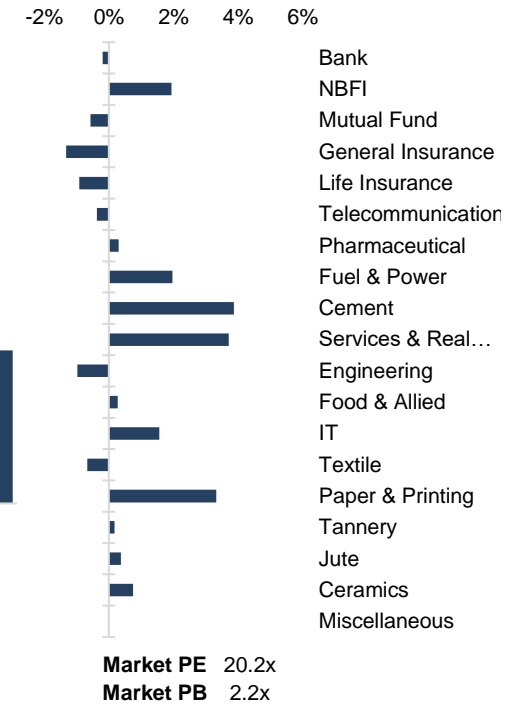 -2% 0% 2% 4% 6%
Bank
NBFI
Mutual Fund
General Insurance
Life Insurance
Telecommunication
Pharmaceutical
Fuel & Power
Cement
Services & Real…
Engineering
Food & Allied
IT
Textile
Paper & Printing
Tannery
Jute
Ceramics
Miscellaneous
Market PE 20.2x
Market PB 2.2x